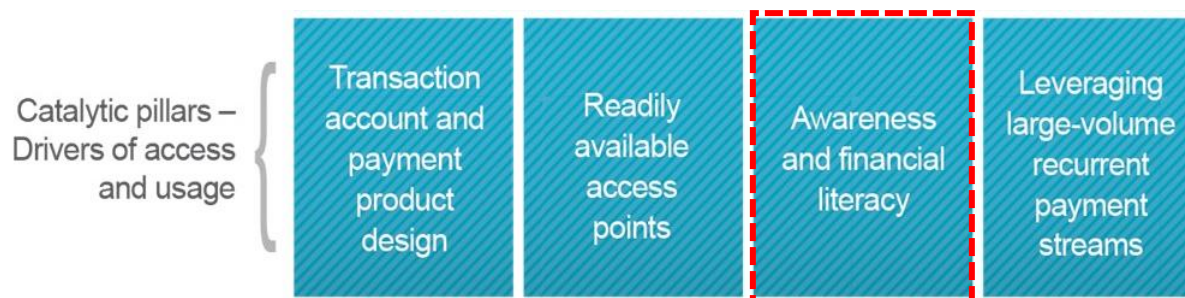 Catalytic pillars –
Drivers of access
and usage
Transaction
account and
payment
product
design
Readily
available
access
points
Awareness
and financial
literacy
Leveraging
large-volume
recurrent
payment
streams